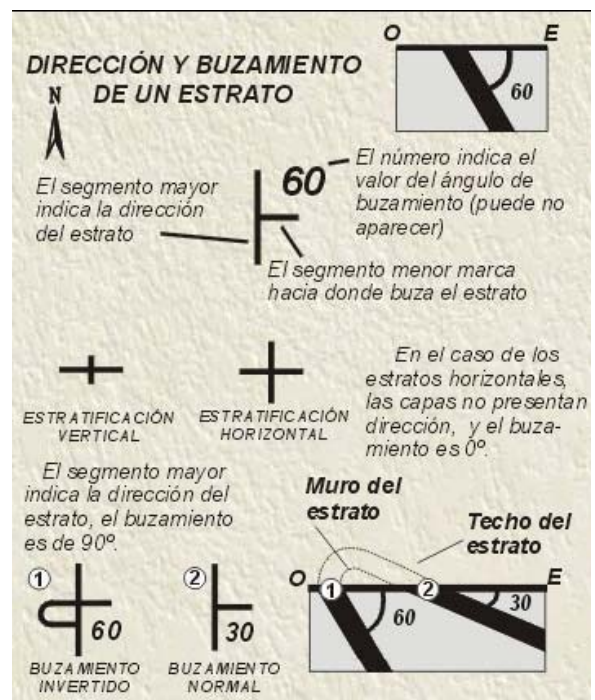 DIRECCIÓN Y BUZAMIENTO
DE UN ESTRATO
N
O
E
60
El segmento mayor
indica la dirección
del estrato
60
El número indica el
valor del ángulo de
buzamiento (puede no
aparecer)
El segmento menor marca
hacia donde buza el estrato
ESTRATIFICACIÓN
VERTICAL
ESTRATIFICACIÓN
HORIZONTAL
En el caso de los
estratos horizontales,
las capas no presentan
dirección, y el buza-
miento es 0º.
El segmento mayor
indica la dirección del
estrato, el buzamiento
es de 90º.
1
60
BUZAMIENTO
INVERTIDO
2
30
BUZAMIENTO
NORMAL
Muro del
estrato
Techo del
estrato
O
E
1
2
60
30